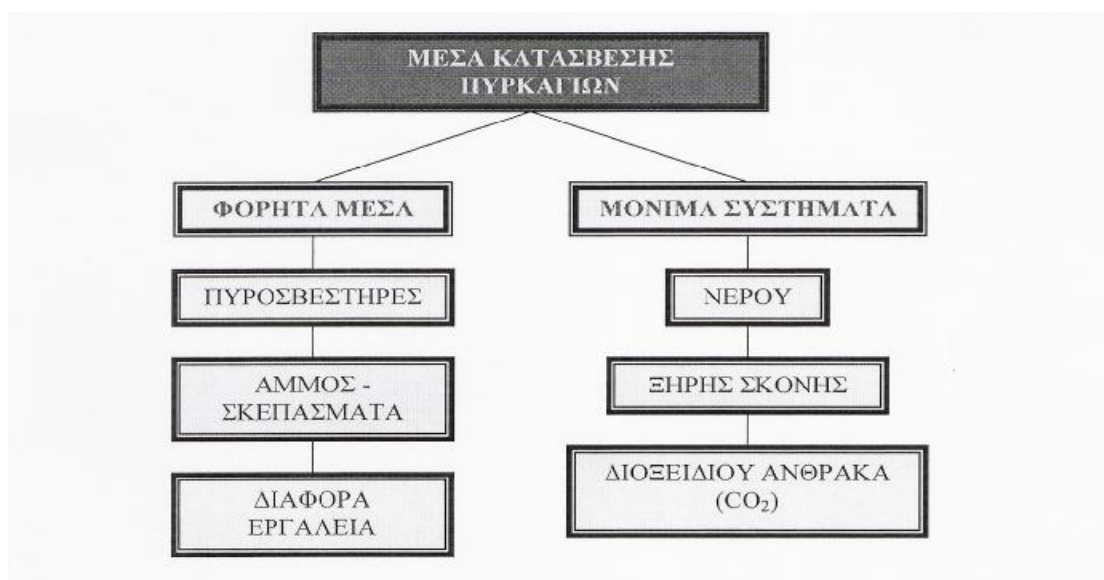 ΜΕΣΑ ΚΑΤΑΣΒΕΣΗΣ
ΠΥΡΚΑΓΙΩΝ
ΦΟΡΗΤΑ ΜΕΣΑ
ΜΟΝΙΜΑ ΣΥΣΤΗΜΑΤΑ
ΠΥΡΟΣΒΕΣΤΗΡΕΣ
ΝΕΡΟΥ
ΑΜΜΟΣ -
ΣΚΕΠΑΣΜΑΤΑ
ΞΗΡΗΣ ΣΚΟΝΗΣ
ΔΙΑΦΟΡΑ
ΕΡΓΑΛΕΙΑ
ΔΙΟΞΕΙΔΙΟΥ ΑΝΘΡΑΚΑ
(CO₂)